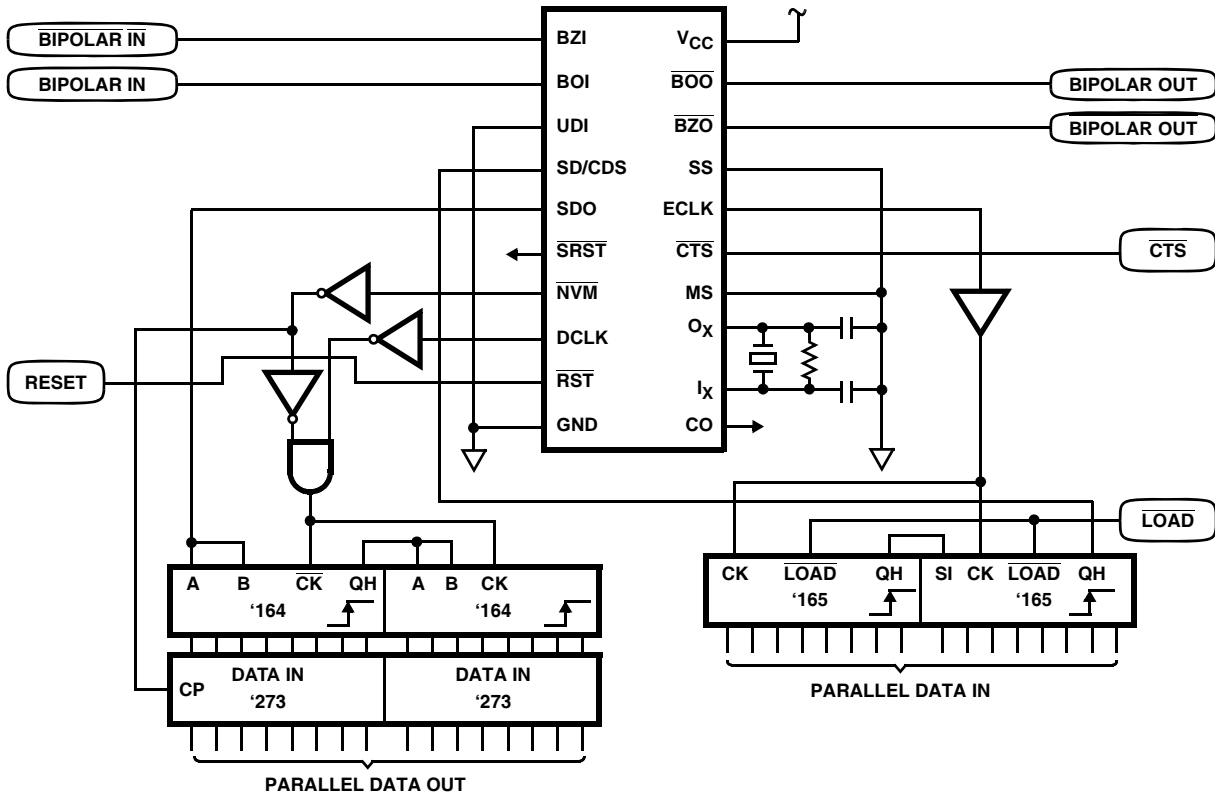 BIPOLAR IN
BIPOLAR IN
UDI
BZI
BOI
SD/CDS
SDO
SRST
NVM
DCLK
RST
GND
VCC
BOO
BZO
SS
ECLK
CTS
MS
OX
IX
CO
BIPOLAR OUT
BIPOLAR OUT
CTS
RESET
LOAD
A B CK QH A B CK
‘164 ‘164
CP DATA IN DATA IN
‘273 ‘273
PARALLEL DATA OUT
CK LOAD QH SI CK LOAD QH
‘165 ‘165
PARALLEL DATA IN